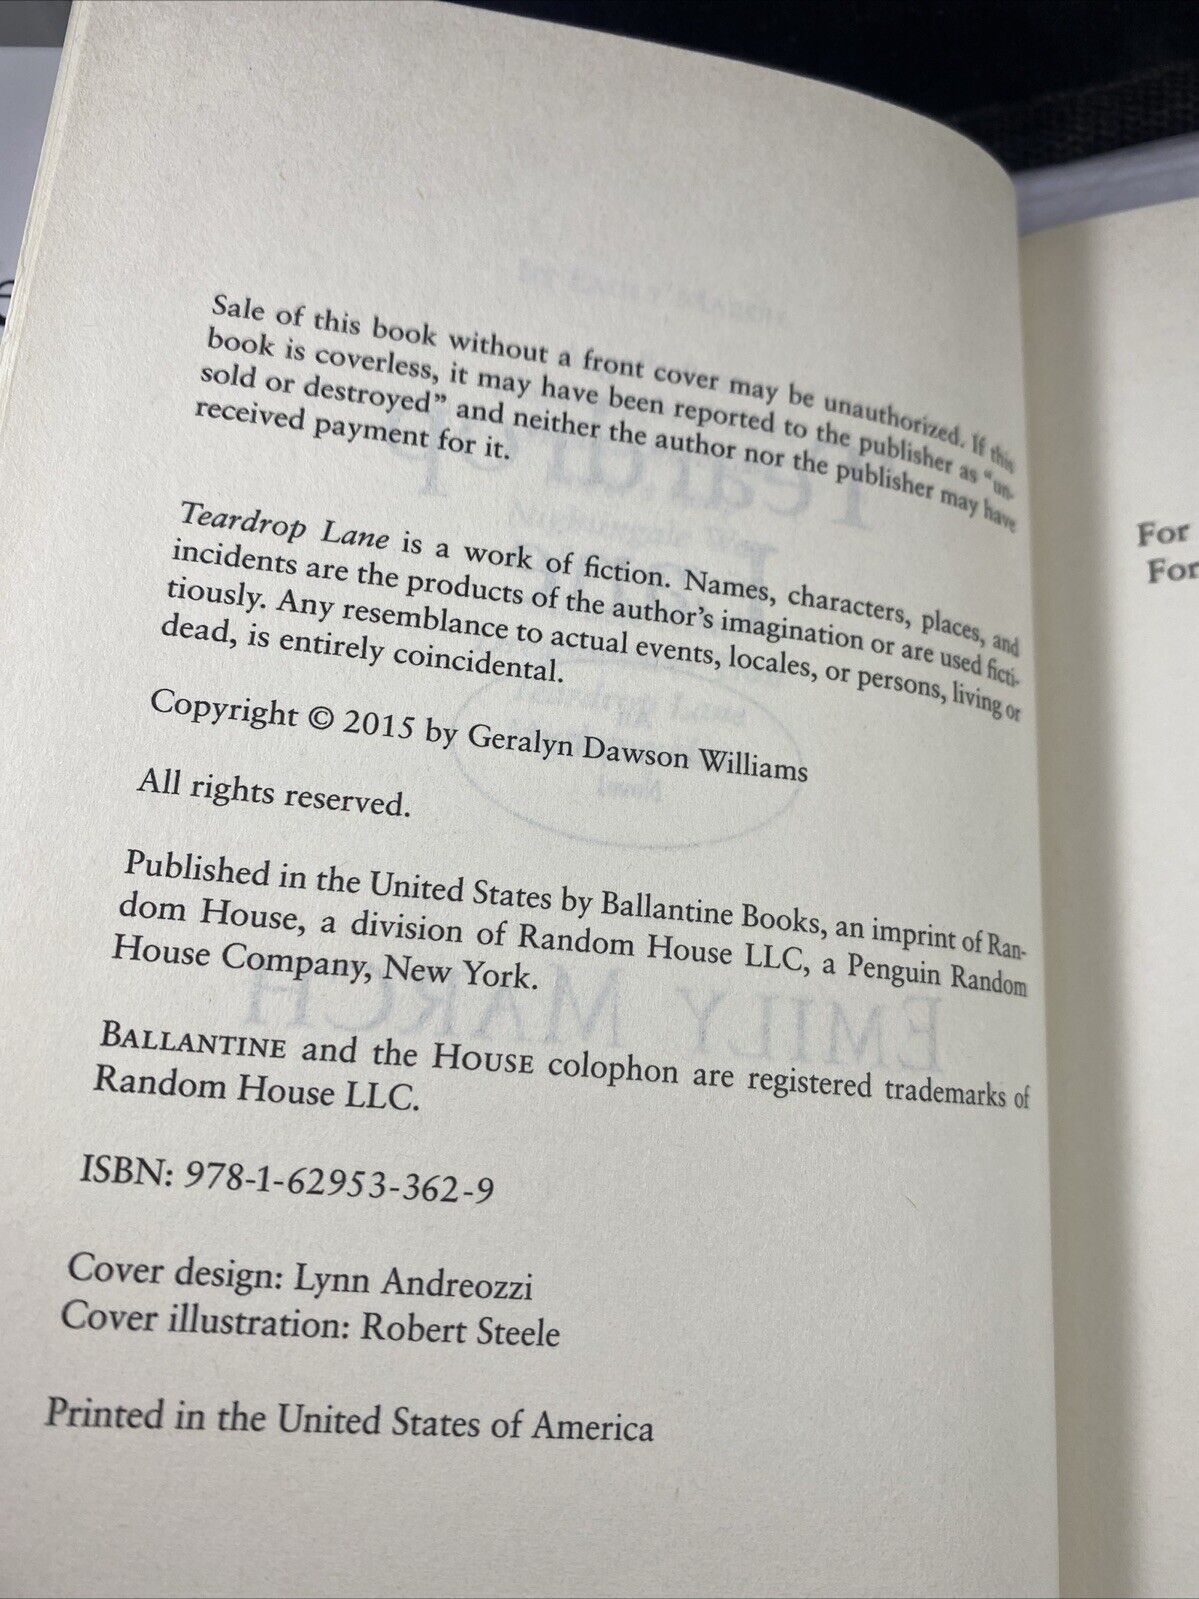 Sale of this book without a front cover may be unauthorized. If this
book is coverless, it may have been reported to the publisher as “un-
sold or destroyed” and neither the author nor the publisher may have
received payment for it.
Teardrop Lane is a work of fiction. Names, characters, places, and
incidents are the products of the author’s imagination or are used ficti-
tiously. Any resemblance to actual events, locales, or persons, living or
dead, is entirely coincidental.
Copyright © 2015 by Geralyn Dawson Williams
All rights reserved.
Published in the United States by Ballantine Books, an imprint of Ran-
dom House, a division of Random House LLC, a Penguin Random
House Company, New York.
BALLANTINE and the HOUSE colophon are registered trademarks of
Random House LLC.
ISBN: 978-1-62953-362-9
Cover design: Lynn Andreozzi
Cover illustration: Robert Steele
Printed in the United States of America
For
For